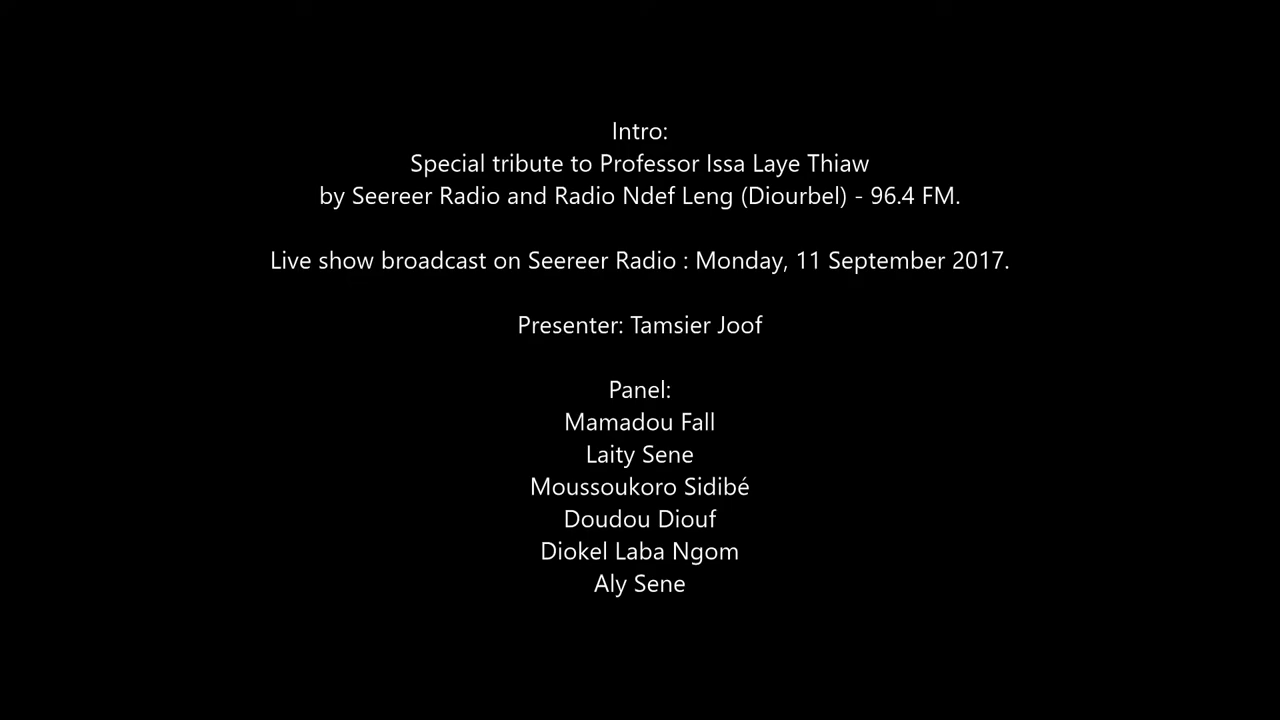 Intro:
Special tribute to Professor Issa Laye Thiaw
by Seereer Radio and Radio Ndef Leng (Diourbel) - 96.4 FM.
Live show broadcast on Seereer Radio : Monday, 11 September 2017.
Presenter: Tamsier Joof
Panel:
Mamadou Fall
Laity Sene
Moussoukoro Sidibé
Doudou Diouf
Diokel Laba Ngom
Aly Sene